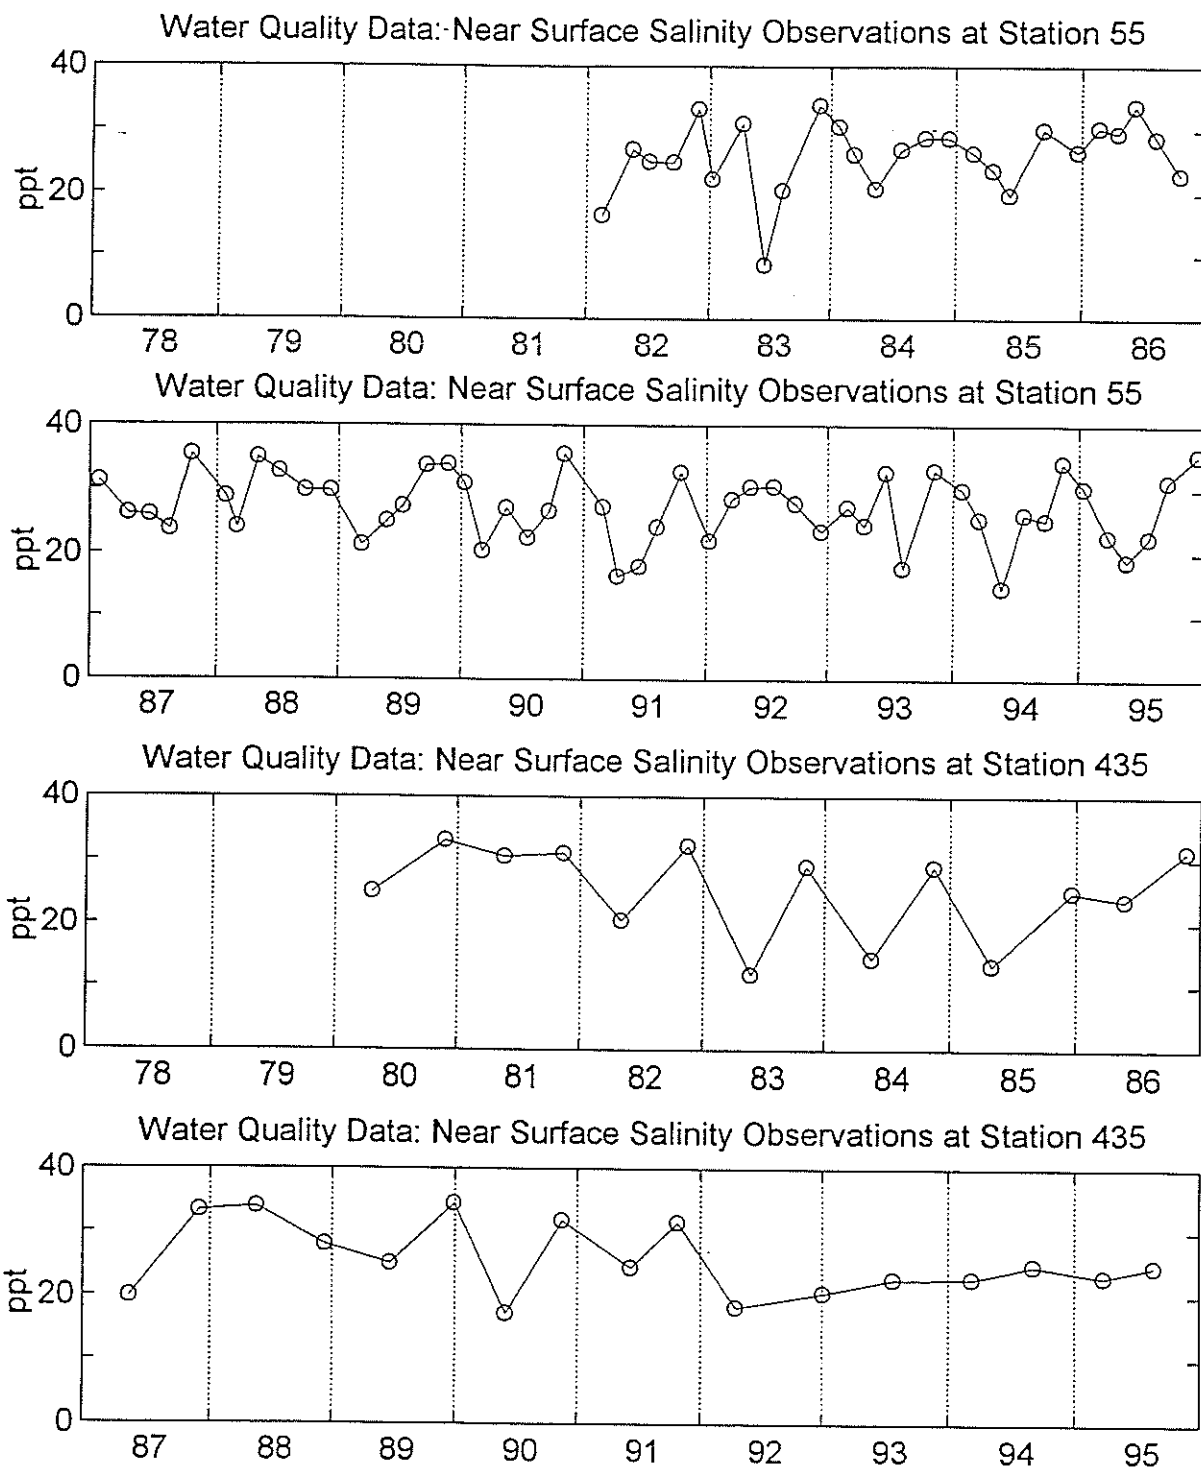 Water Quality Data: Near Surface Salinity Observations at Station 55
40
20
0
ppt
78 79 80 81 82 83 84 85 86
Water Quality Data: Near Surface Salinity Observations at Station 55
40
20
0
ppt
87 88 89 90 91 92 93 94 95
Water Quality Data: Near Surface Salinity Observations at Station 435
40
20
0
ppt
78 79 80 81 82 83 84 85 86
Water Quality Data: Near Surface Salinity Observations at Station 435
40
20
0
ppt
87 88 89 90 91 92 93 94 95